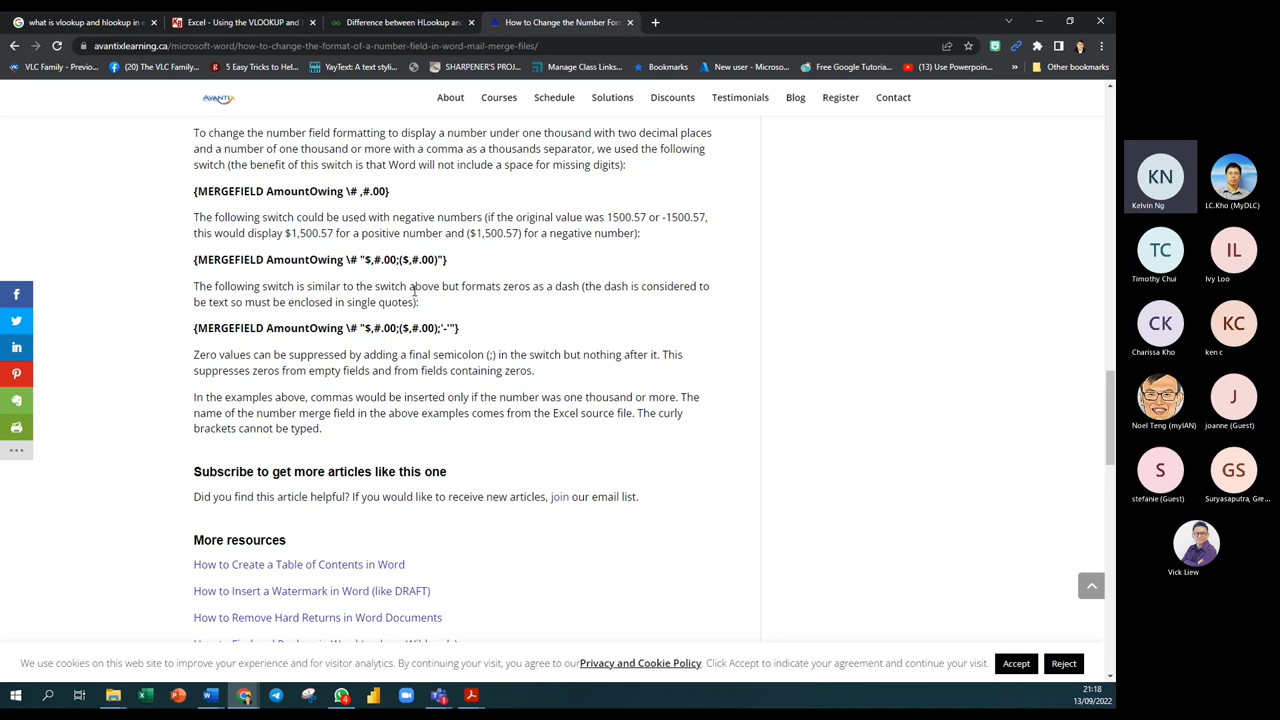 what is vlookup and hlookup in e
Excel - Using the VLOOKUP and
Difference between HLookup and
How to Change the Number For
avantixlearning.ca/microsoft-word/how-to-change-the-format-of-a-number-field-in-word-mail-merge-files/
VLC Family - Previo...
(20) The VLC Family...
5 Easy Tricks to Hel...
YayText: A text styli...
SHARPENER'S PROJ...
Manage Class Links...
Bookmarks
New user - Microso...
Free Google Tutoria...
(13) Use Powerpoin...
Other bookmarks
AVANTIX
About
Courses
Schedule
Solutions
Discounts
Testimonials
Blog
Register
Contact
To change the number field formatting to display a number under one thousand with two decimal places
and a number of one thousand or more with a comma as a thousands separator, we used the following
switch (the benefit of this switch is that Word will not include a space for missing digits):
{MERGEFIELD AmountOwing \# ,#.00}
The following switch could be used with negative numbers (if the original value was 1500.57 or -1500.57,
this would display $1,500.57 for a positive number and ($1,500.57) for a negative number):
{MERGEFIELD AmountOwing \# "$,#.00;($,#.00)"}
The following switch is similar to the switch above but formats zeros as a dash (the dash is considered to
be text so must be enclosed in single quotes):
{MERGEFIELD AmountOwing \# "$,#.00;($,#.00);'-'"}
Zero values can be suppressed by adding a final semicolon (;) in the switch but nothing after it. This
suppresses zeros from empty fields and from fields containing zeros.
In the examples above, commas would be inserted only if the number was one thousand or more. The
name of the number merge field in the above examples comes from the Excel source file. The curly
brackets cannot be typed.
Subscribe to get more articles like this one
Did you find this article helpful? If you would like to receive new articles, join our email list.
More resources
How to Create a Table of Contents in Word
How to Insert a Watermark in Word (like DRAFT)
How to Remove Hard Returns in Word Documents
We use cookies on this web site to improve your experience and for visitor analytics. By continuing your visit, you agree to our Privacy and Cookie Policy. Click Accept to indicate your agreement and continue your visit.
Accept
Reject
21:18
13/09/2022
KN
Kelvin Ng
LC.Kho (MyDLC)
TC
Timothy Chui
IL
Ivy Loo
CK
Charissa Kho
KC
ken c
Noel Teng (myIAN)
J
joanne (Guest)
S
stefanie (Guest)
GS
Suryasaputra, Gre...
Vick Liew